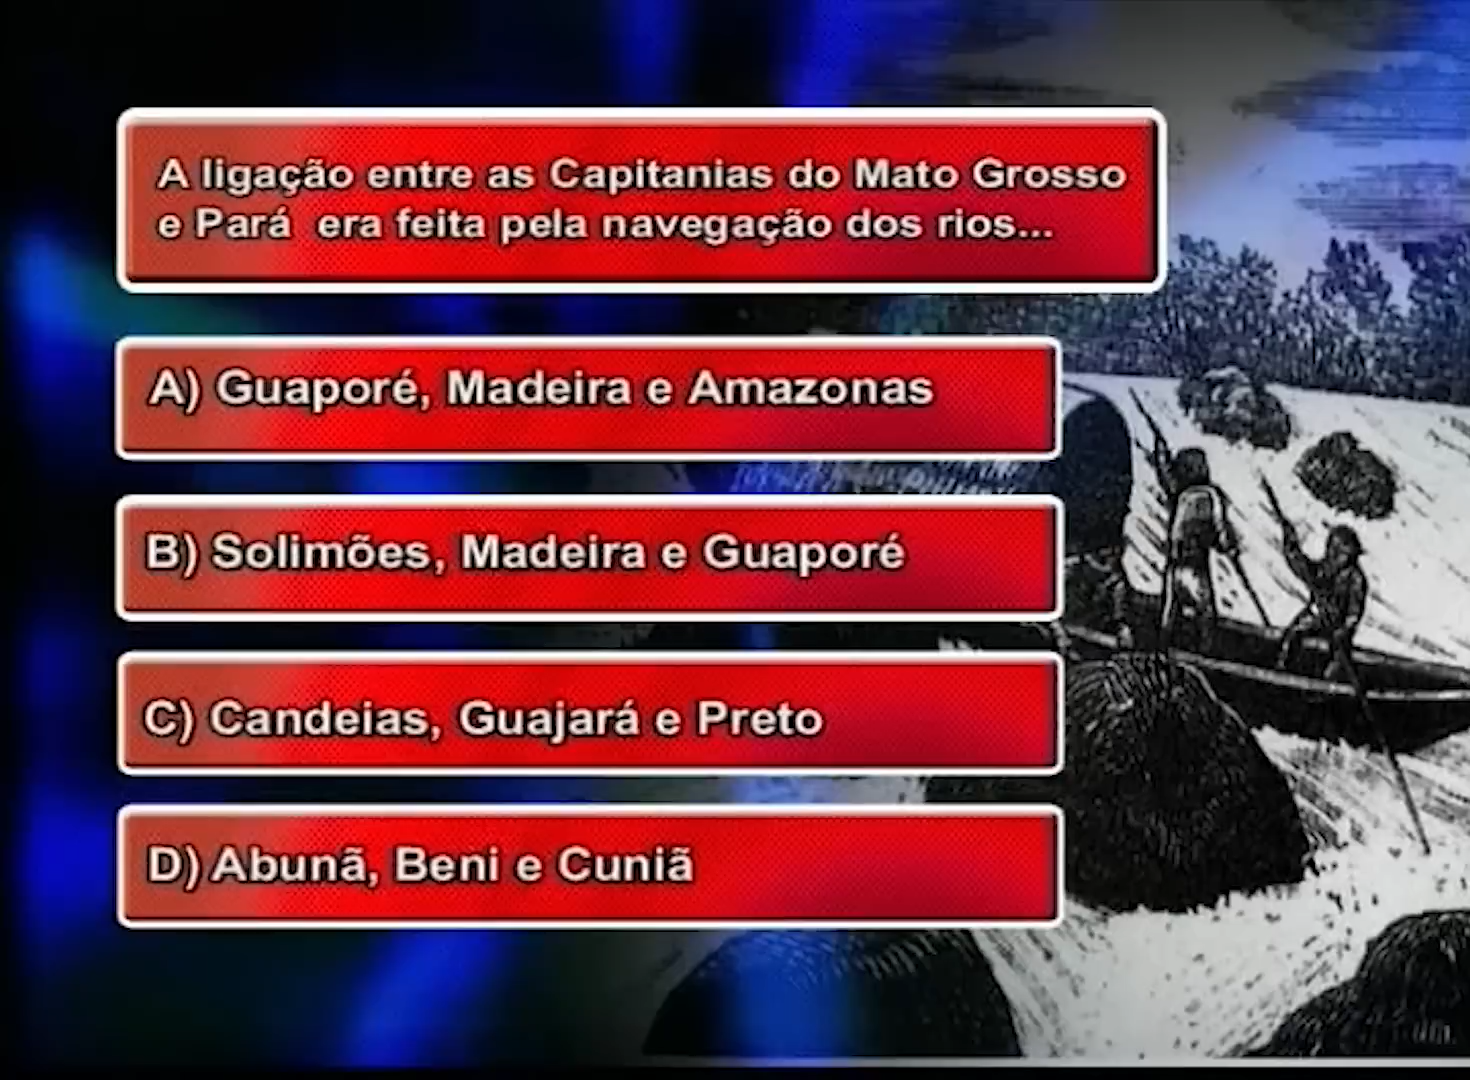 A ligação entre as Capitanias do Mato Grosso
e Pará era feita pela navegação dos rios...
A) Guaporé, Madeira e Amazonas
B) Solimões, Madeira e Guaporé
C) Candeias, Guajará e Preto
D) Abunã, Beni e Cuniã